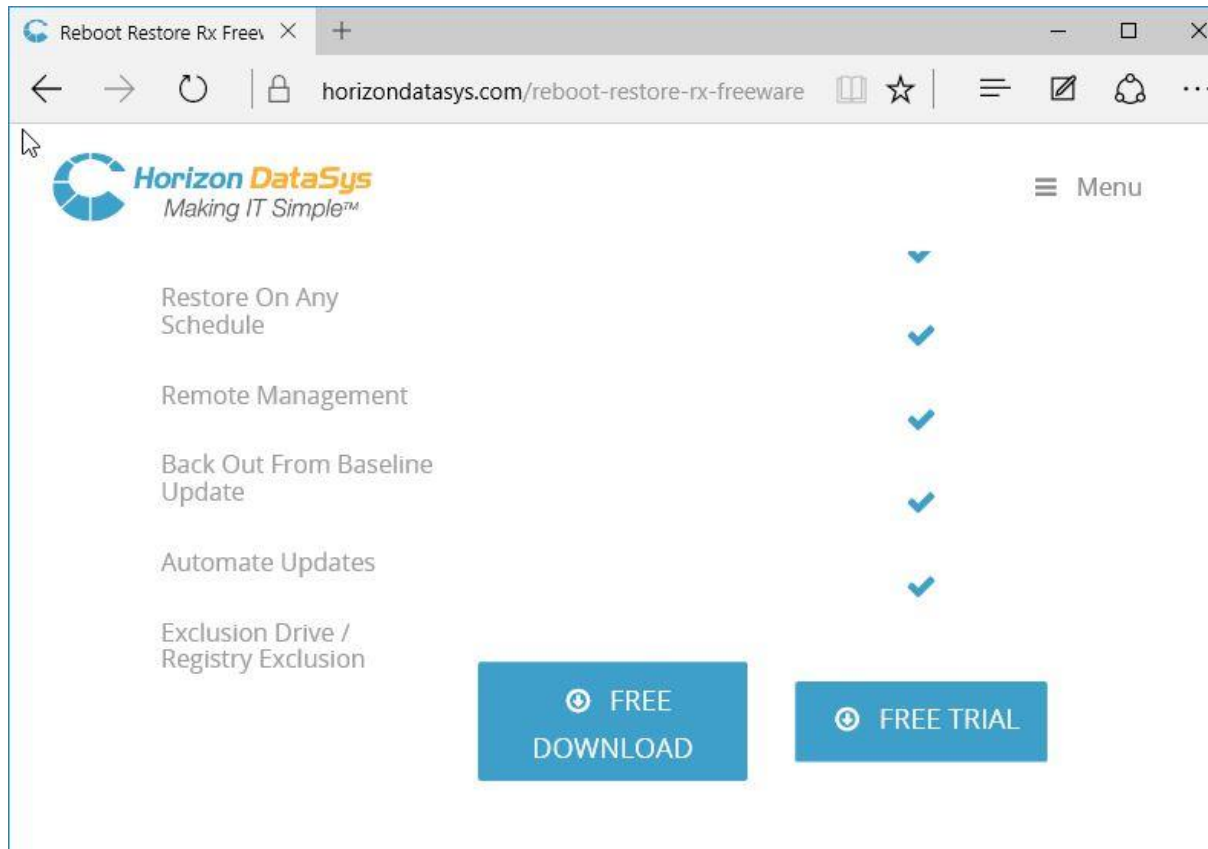 Reboot Restore Rx Freew
horizondatasys.com/reboot-restore-rx-freeware
Horizon DataSys
Making IT Simple™
Menu
Restore On Any
Schedule
Remote Management
Back Out From Baseline
Update
Automate Updates
Exclusion Drive /
Registry Exclusion
FREE
DOWNLOAD
FREE TRIAL